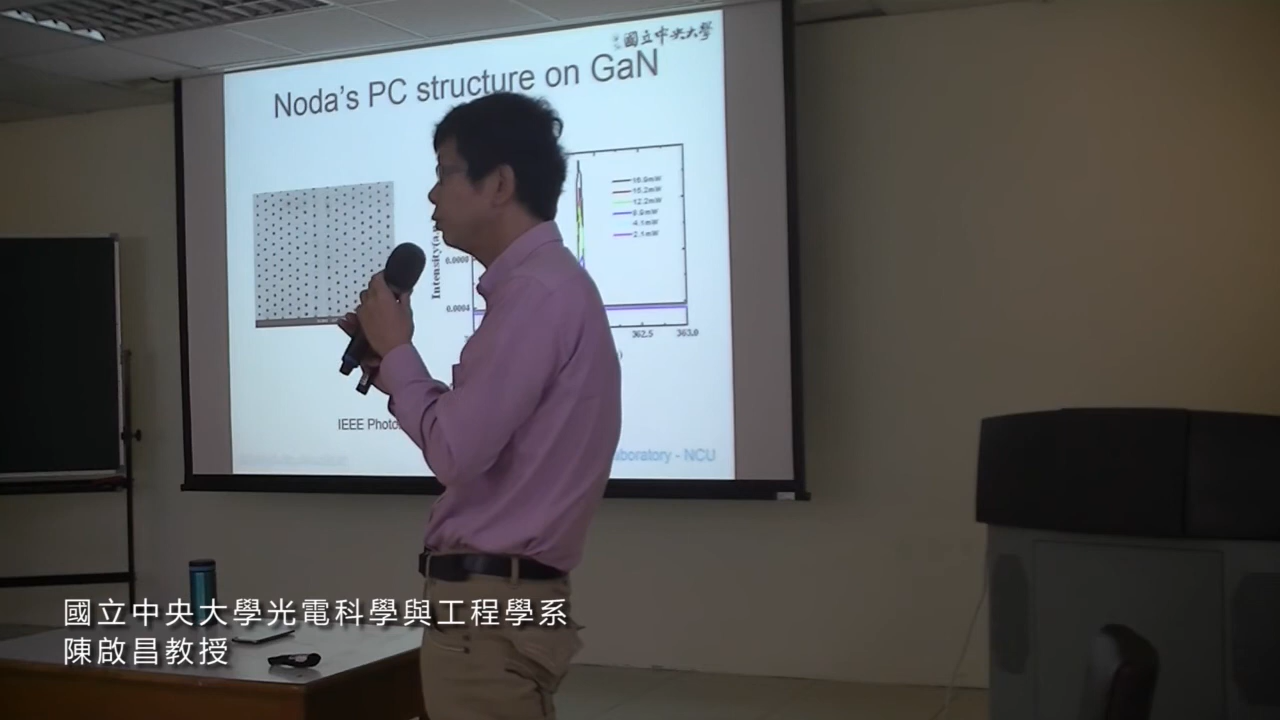 國立中央大學
Noda's PC structure on GaN
16.9mW
15.2mW
12.2mW
8.9mW
4.1mW
2.1mW
Intensity(a.
0.0008
0.0004
362.5
363.0
IEEE Photo
boratory - NCU
國立中央大學光電科學與工程學系
陳啟昌教授